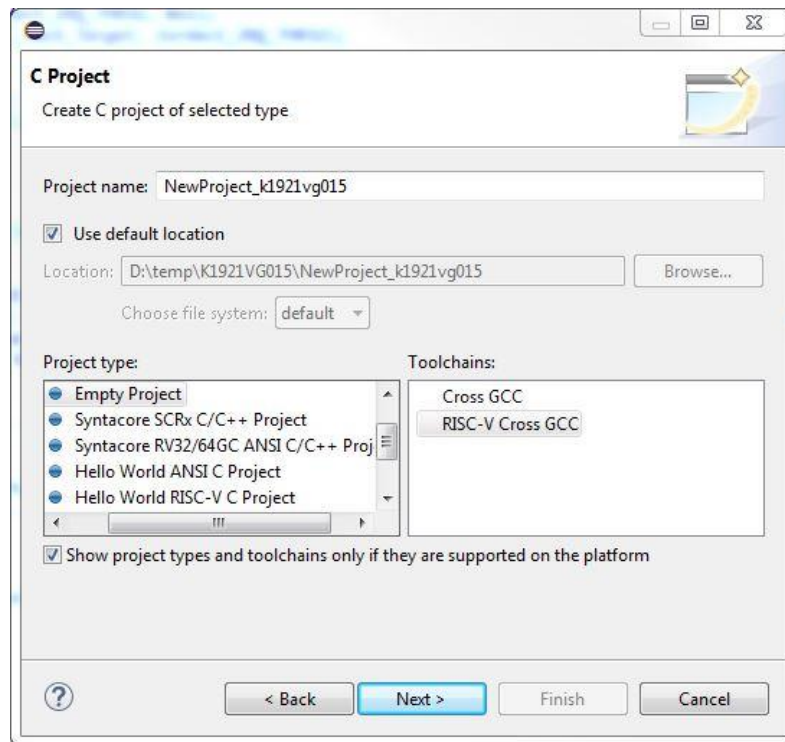 C Project
Create C project of selected type
Project name: NewProject_k1921vg015
Use default location
Location: D:\temp\K1921VG015\NewProject_k1921vg015 Browse...
Choose file system: default
Project type: Toolchains:
Empty Project Cross GCC
Syntacore SCRx C/C++ Project RISC-V Cross GCC
Syntacore RV32/64GC ANSI C/C++ Proj
Hello World ANSI C Project
Hello World RISC-V C Project
Show project types and toolchains only if they are supported on the platform
? < Back Next > Finish Cancel